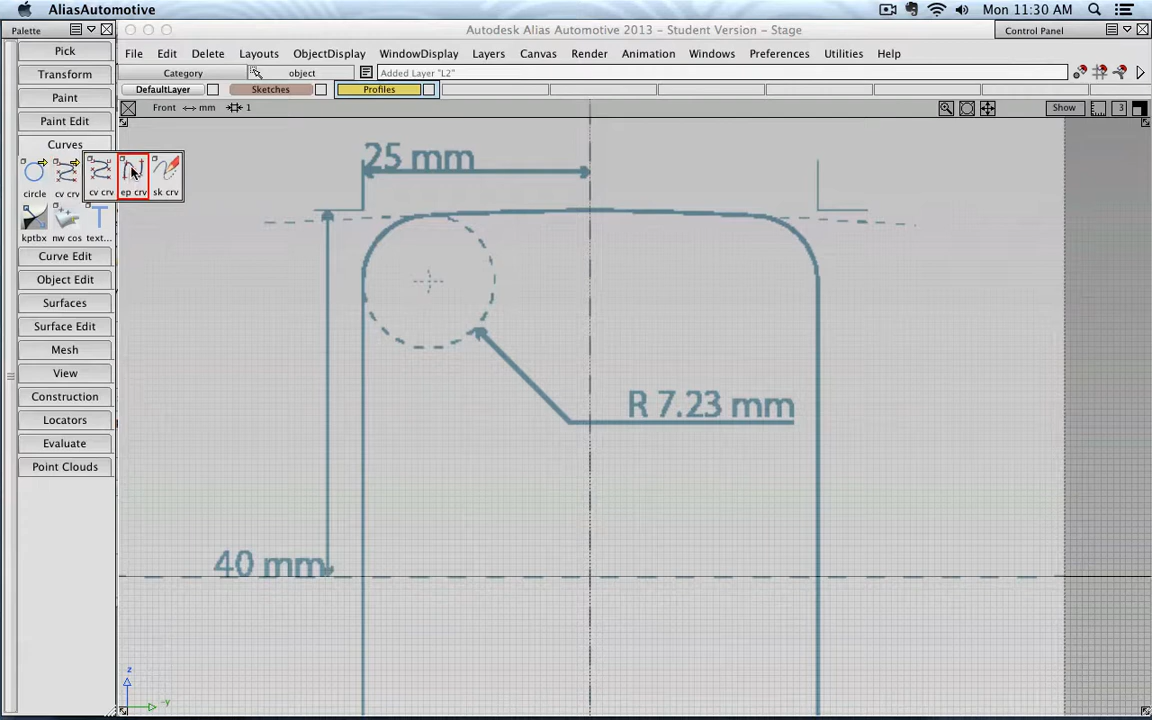 AliasAutomotive
Mon 11:30 AM
Palette
Autodesk Alias Automotive 2013 - Student Version - Stage
Control Panel
File Edit Delete Layouts ObjectDisplay WindowDisplay Layers Canvas Render Animation Windows Preferences Utilities Help
Category
object
Added Layer "L2"
DefaultLayer
Sketches
Profiles
Front
mm
1
Show
3
Pick
Transform
Paint
Paint Edit
Curves
circle
cv crv
cv crv
ep crv
sk crv
kptbx
nw cos
text...
Curve Edit
Object Edit
Surfaces
Surface Edit
Mesh
View
Construction
Locators
Evaluate
Point Clouds
25 mm
R 7.23 mm
40 mm
z
-y